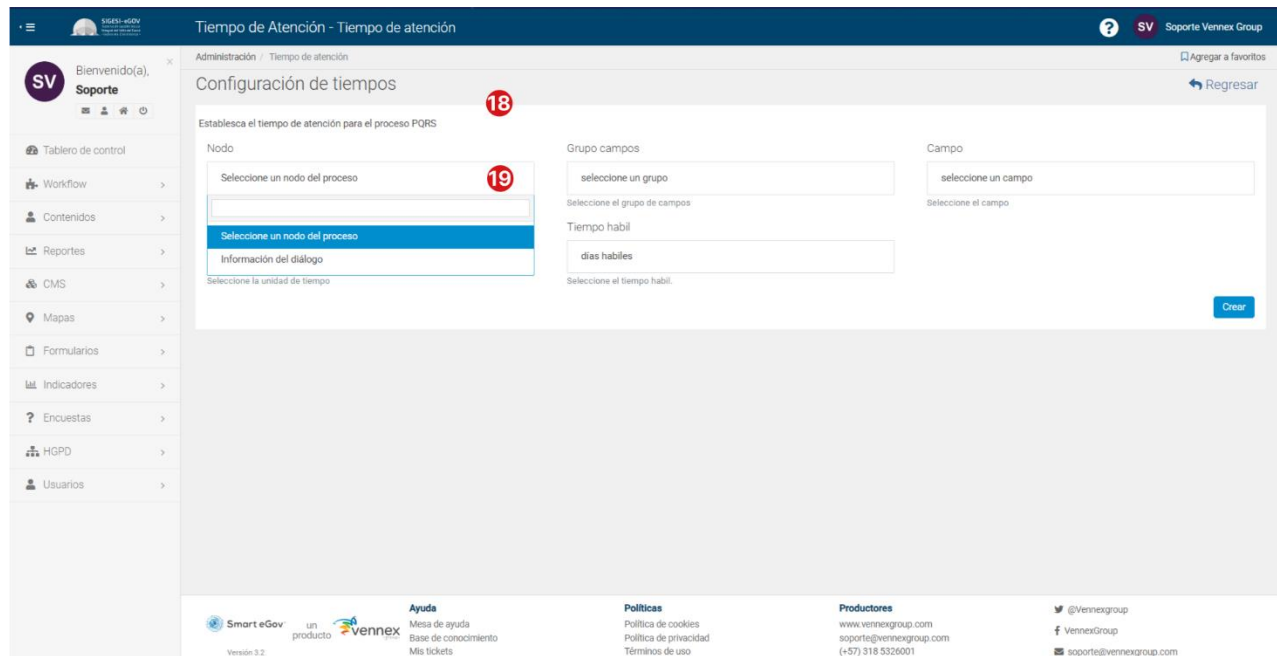 SIGESI-eGOV
Tiempo de Atención - Tiempo de atención
?
SV
Soporte Vennex Group
Administración / Tiempo de atención
Agregar a favoritos
SV
Bienvenido(a),
Soporte
×
Configuración de tiempos
Regresar
18
Establesca el tiempo de atención para el proceso PQRS
Tablero de control
Workflow
Contenidos
Reportes
CMS
Mapas
Formularios
Indicadores
Encuestas
HGPD
Usuarios
Nodo
Grupo campos
Campo
Seleccione un nodo del proceso
19
seleccione un grupo
seleccione un campo
Seleccione el grupo de campos
Seleccione el campo
Tiempo habil
Seleccione un nodo del proceso
Información del diálogo
días habiles
Seleccione la unidad de tiempo
Seleccione el tiempo habil.
Crear
Smart eGov
un
producto
vennex
Versión 3.2
Ayuda
Mesa de ayuda
Base de conocimiento
Mis tickets
Políticas
Política de cookies
Política de privacidad
Términos de uso
Productores
www.vennexgroup.com
soporte@vennexgroup.com
(+57) 318 5326001
@Vennexgroup
VennexGroup
soporte@vennexgroup.com